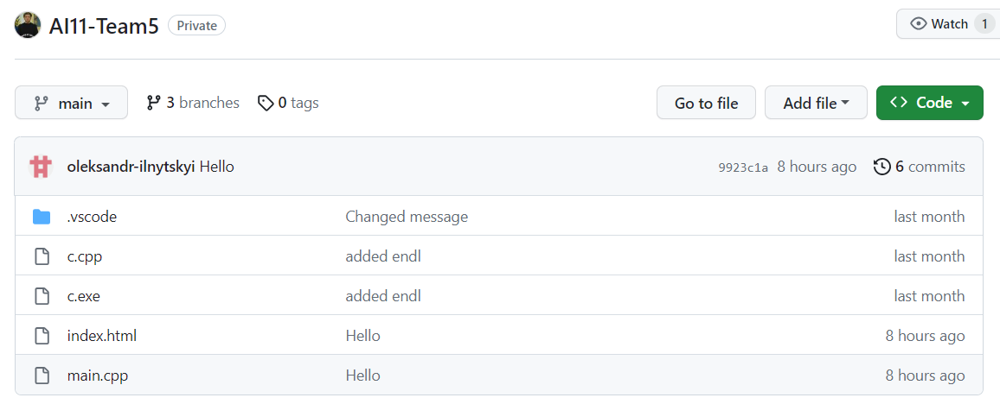 AI11-Team5 Private Watch 1
main 3 branches 0 tags Go to file Add file <> Code
oleksandr-ilnytskyi Hello 9923c1a 8 hours ago 6 commits
.vscode Changed message last month
c.cpp added endl last month
c.exe added endl last month
index.html Hello 8 hours ago
main.cpp Hello 8 hours ago